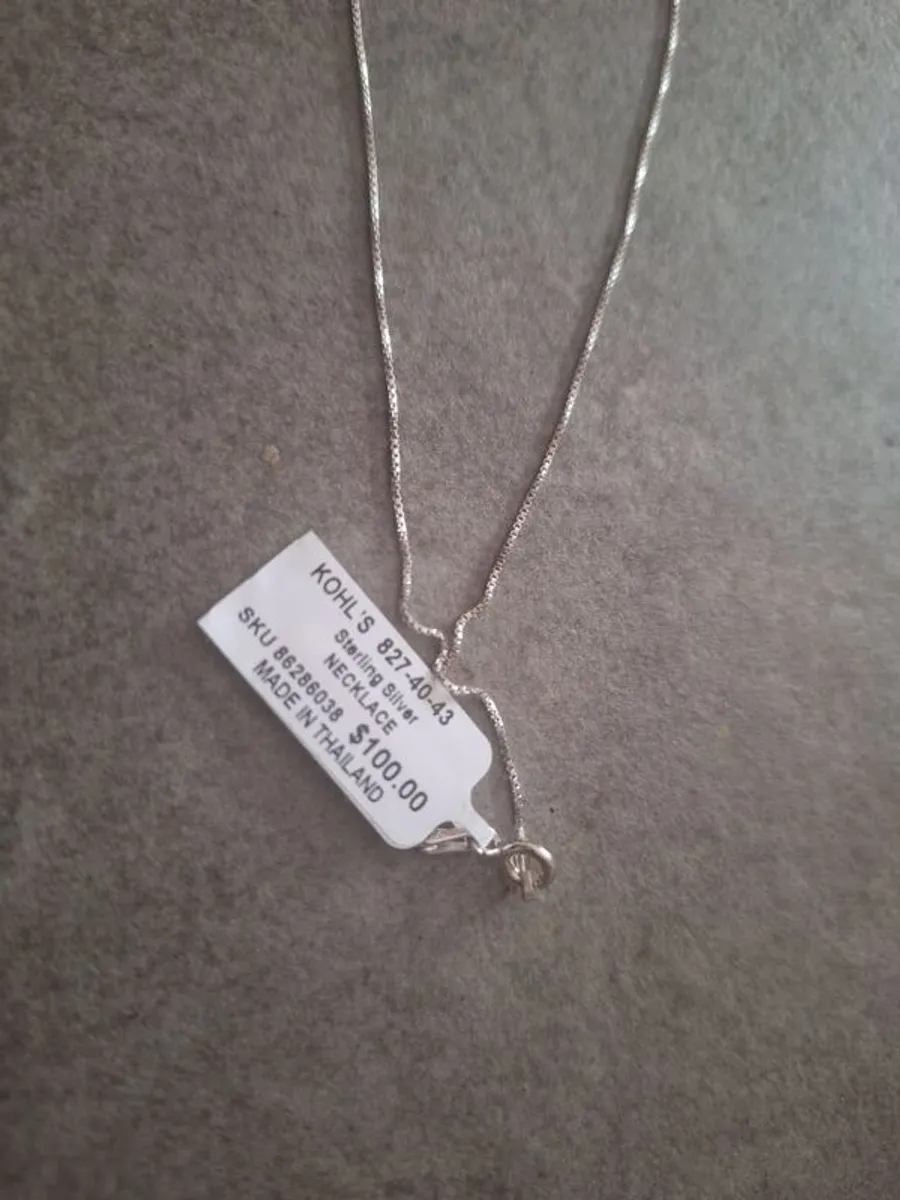 KOHL'S 827-40-43
Sterling Silver
NECKLACE
SKU 86286038 $100.00
MADE IN THAILAND